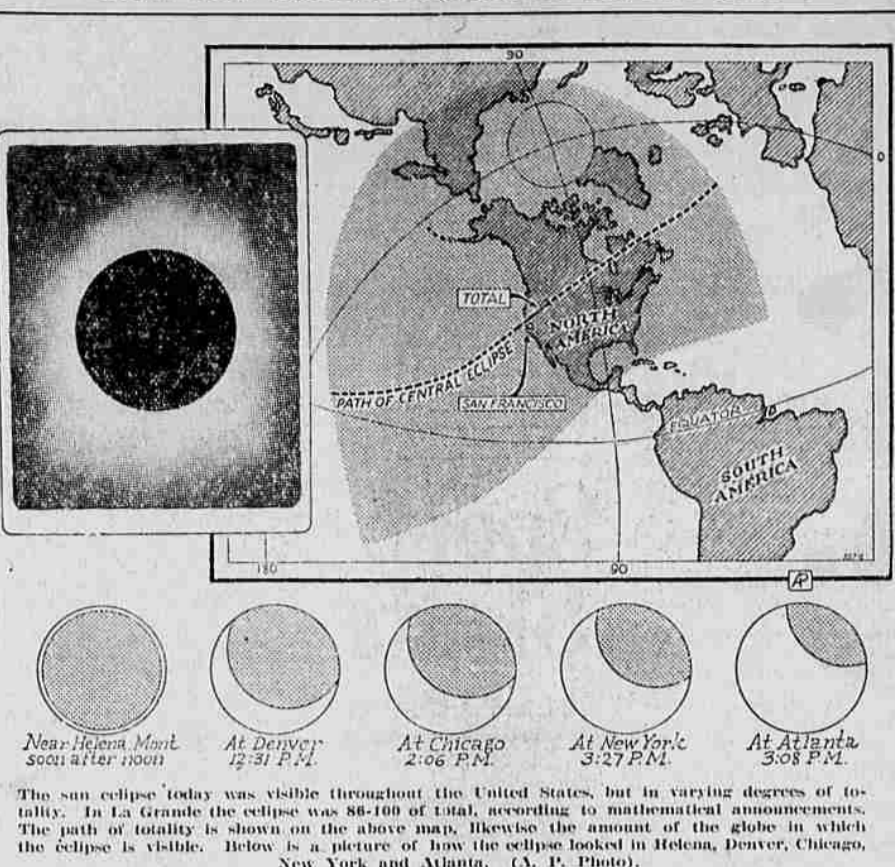 90
0
TOTAL
NORTH
AMERICA
PATH OF CENTRAL ECLIPSE
SAN FRANCISCO
EQUATOR
SOUTH
AMERICA
180
90
AP
Near Helena, Mont.
soon after noon
At Denver
12:31 P.M.
At Chicago
2:06 P.M.
At New York
3:27 P.M.
At Atlanta
3:08 P.M.
The sun eclipse today was visible throughout the United States, but in varying degrees of to-
tality. In La Grande the eclipse was 86-100 of total, according to mathematical announcements.
The path of totality is shown on the above map, likewise the amount of the globe in which
the eclipse is visible. Below is a picture of how the eclipse looked in Helena, Denver, Chicago,
New York and Atlanta. (A. P. Photo).